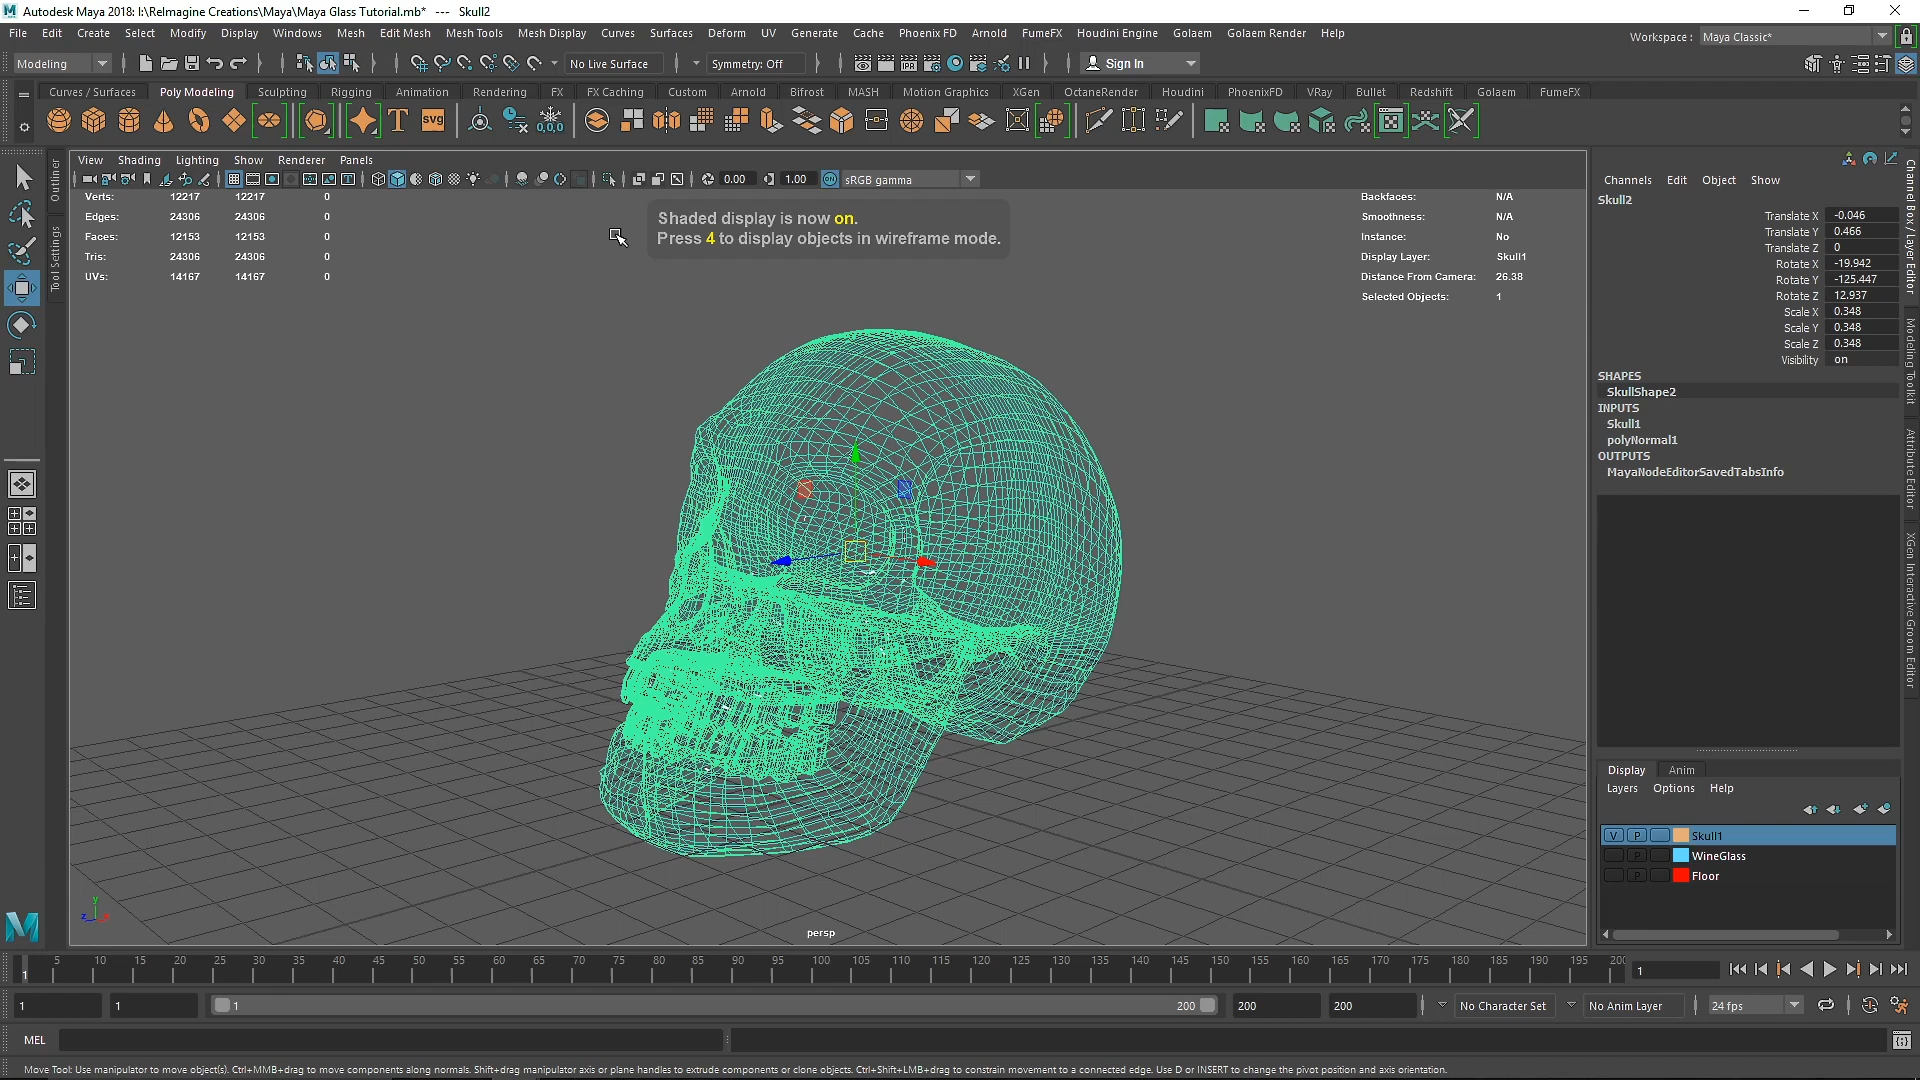 Autodesk Maya 2018: I:\ReImagine Creations\Maya\Maya Glass Tutorial.mb* --- Skull2
File Edit Create Select Modify Display Windows Mesh Edit Mesh Mesh Tools Mesh Display Curves Surfaces Deform UV Generate Cache Phoenix FD Arnold FumeFX Houdini Engine Golaem Golaem Render Help
Workspace : Maya Classic*
Modeling No Live Surface Symmetry: Off IPR Sign In
Curves / Surfaces Poly Modeling Sculpting Rigging Animation Rendering FX FX Caching Custom Arnold Bifrost MASH Motion Graphics XGen OctaneRender Houdini PhoenixFD VRay Bullet Redshift Golaem FumeFX
T SVG 0,0,0
View Shading Lighting Show Renderer Panels
0.00 1.00 ON sRGB gamma
Verts: 12217 12217 0
Edges: 24306 24306 0
Faces: 12153 12153 0
Tris: 24306 24306 0
UVs: 14167 14167 0
Shaded display is now on.
Press 4 to display objects in wireframe mode.
Backfaces: N/A
Smoothness: N/A
Instance: No
Display Layer: Skull1
Distance From Camera: 26.38
Selected Objects: 1
Outliner
Tool Settings
y
z
persp
Channels Edit Object Show
Skull2
Translate X -0.046
Translate Y 0.466
Translate Z 0
Rotate X -19.942
Rotate Y -125.447
Rotate Z 12.937
Scale X 0.348
Scale Y 0.348
Scale Z 0.348
Visibility on
SHAPES
SkullShape2
INPUTS
Skull1
polyNormal1
OUTPUTS
MayaNodeEditorSavedTabsInfo
Channel Box / Layer Editor
Modeling Toolkit
Attribute Editor
XGen Interactive Groom Editor
Display Anim
Layers Options Help
V P Skull1
P WineGlass
P Floor
5 10 15 20 25 30 35 40 45 50 55 60 65 70 75 80 85 90 95 100 105 110 115 120 125 130 135 140 145 150 155 160 165 170 175 180 185 190 195 200
1 1
1 1 1 200 200 200 No Character Set No Anim Layer 24 fps
MEL
Move Tool: Use manipulator to move object(s). Ctrl+MMB+drag to move components along normals. Shift+drag manipulator axis or plane handles to extrude components or clone objects. Ctrl+Shift+LMB+drag to constrain movement to a connected edge. Use D or INSERT to change the pivot position and axis orientation.